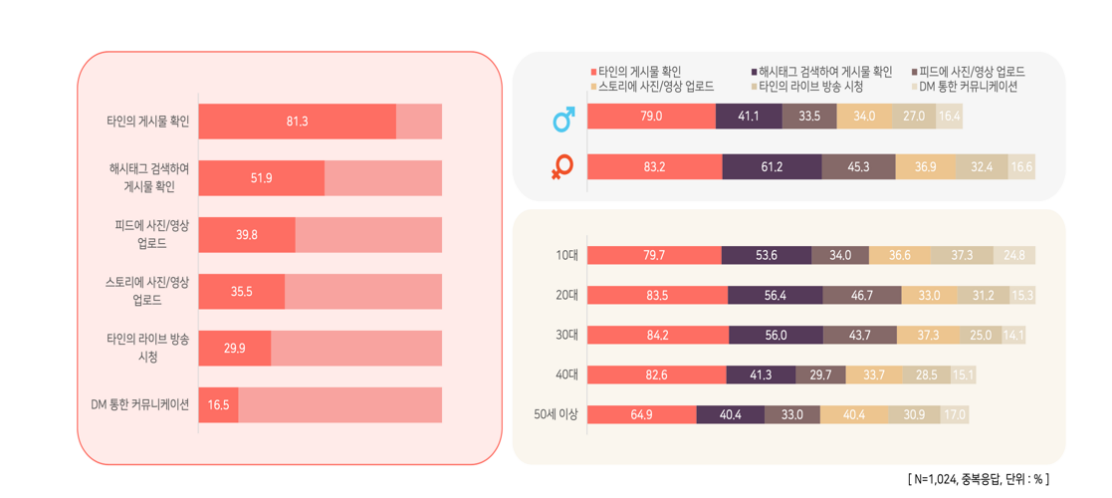 타인의 게시물 확인
81.3
해시태그 검색하여
게시물 확인
51.9
피드에 사진/영상
업로드
39.8
스토리에 사진/영상
업로드
35.5
타인의 라이브 방송
시청
29.9
DM 통한 커뮤니케이션
16.5
타인의 게시물 확인 해시태그 검색하여 게시물 확인 피드에 사진/영상 업로드
스토리에 사진/영상 업로드 타인의 라이브 방송 시청 DM 통한 커뮤니케이션
79.0 41.1 33.5 34.0 27.0 16.4
83.2 61.2 45.3 36.9 32.4 16.6
10대 79.7 53.6 34.0 36.6 37.3 24.8
20대 83.5 56.4 46.7 33.0 31.2 15.3
30대 84.2 56.0 43.7 37.3 25.0 14.1
40대 82.6 41.3 29.7 33.7 28.5 15.1
50세 이상 64.9 40.4 33.0 40.4 30.9 17.0
[ N=1,024, 중복응답, 단위 : % ]